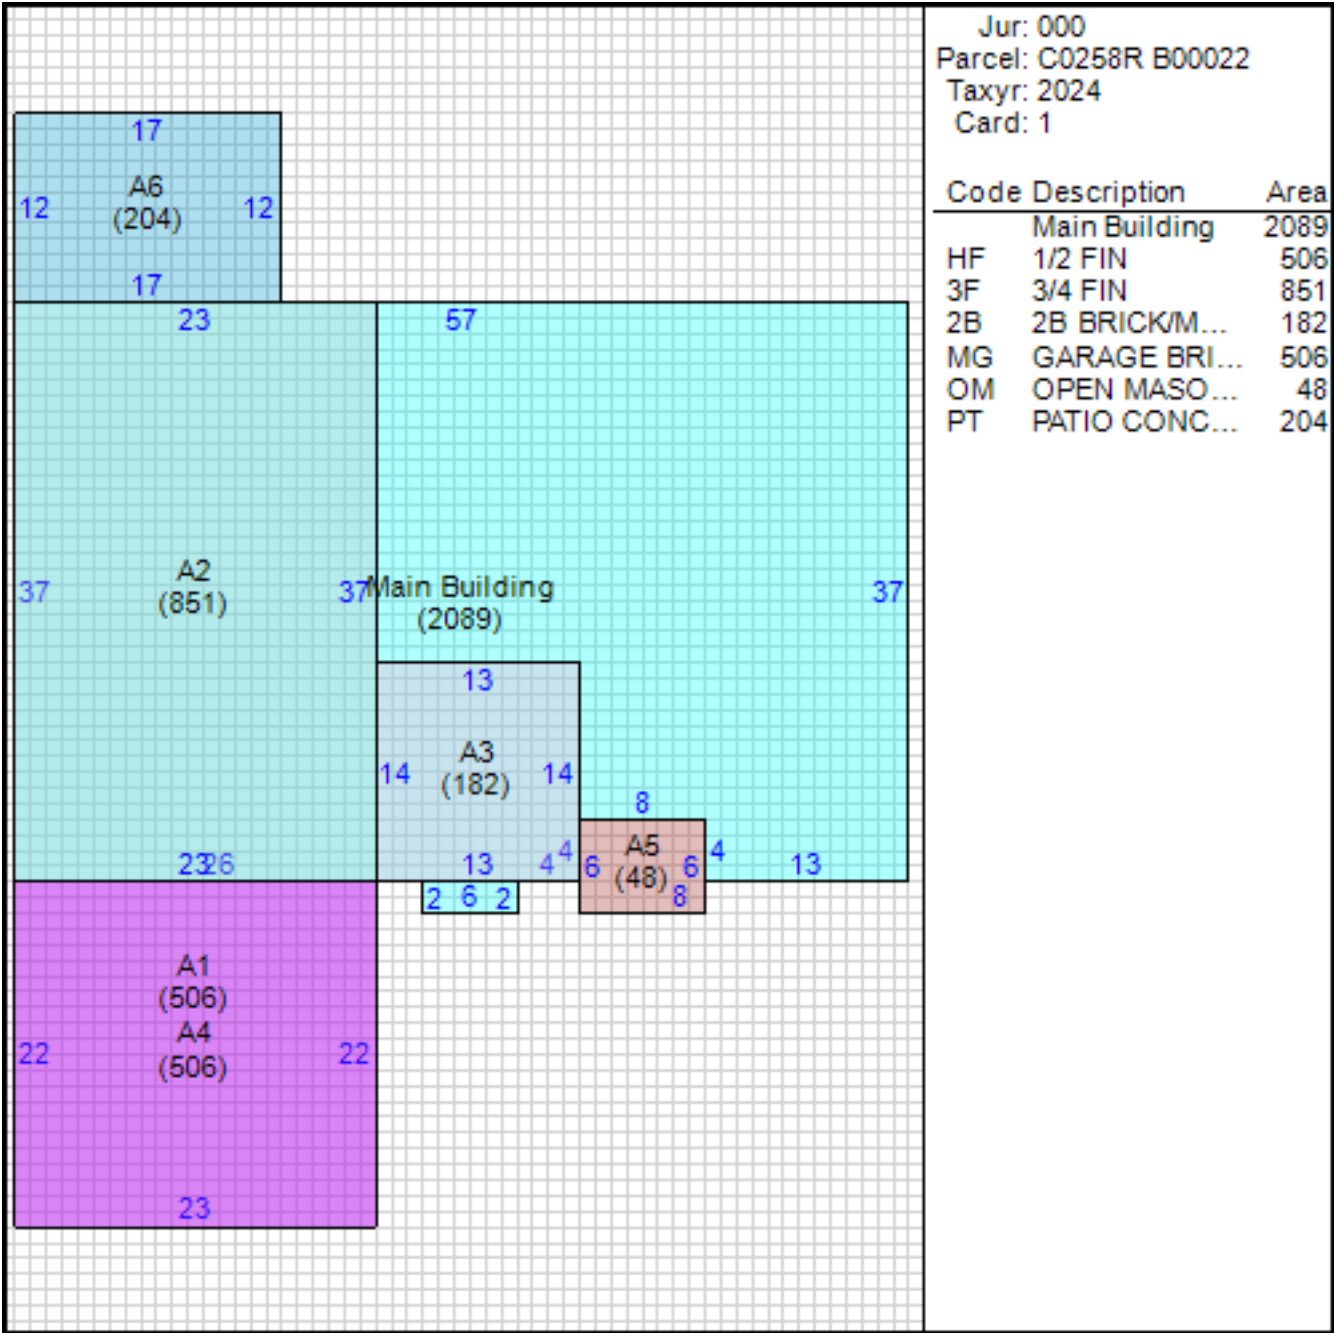 Jur: 000
Parcel: C0258R B00022
Taxyr: 2024
Card: 1
Code Description Area
Main Building 2089
HF 1/2 FIN 506
3F 3/4 FIN 851
2B 2B BRICK/M... 182
MG GARAGE BRI... 506
OM OPEN MASO... 48
PT PATIO CONC... 204
17
A6
12 (204) 12
17
23 57
A2
37 (851) 37 Main Building 37
(2089)
13
A3
14 (182) 14
8
A5
23 26 13 4 4 6 (48) 6 4 13
2 6 2 8
A1
(506)
A4
22 (506) 22
23